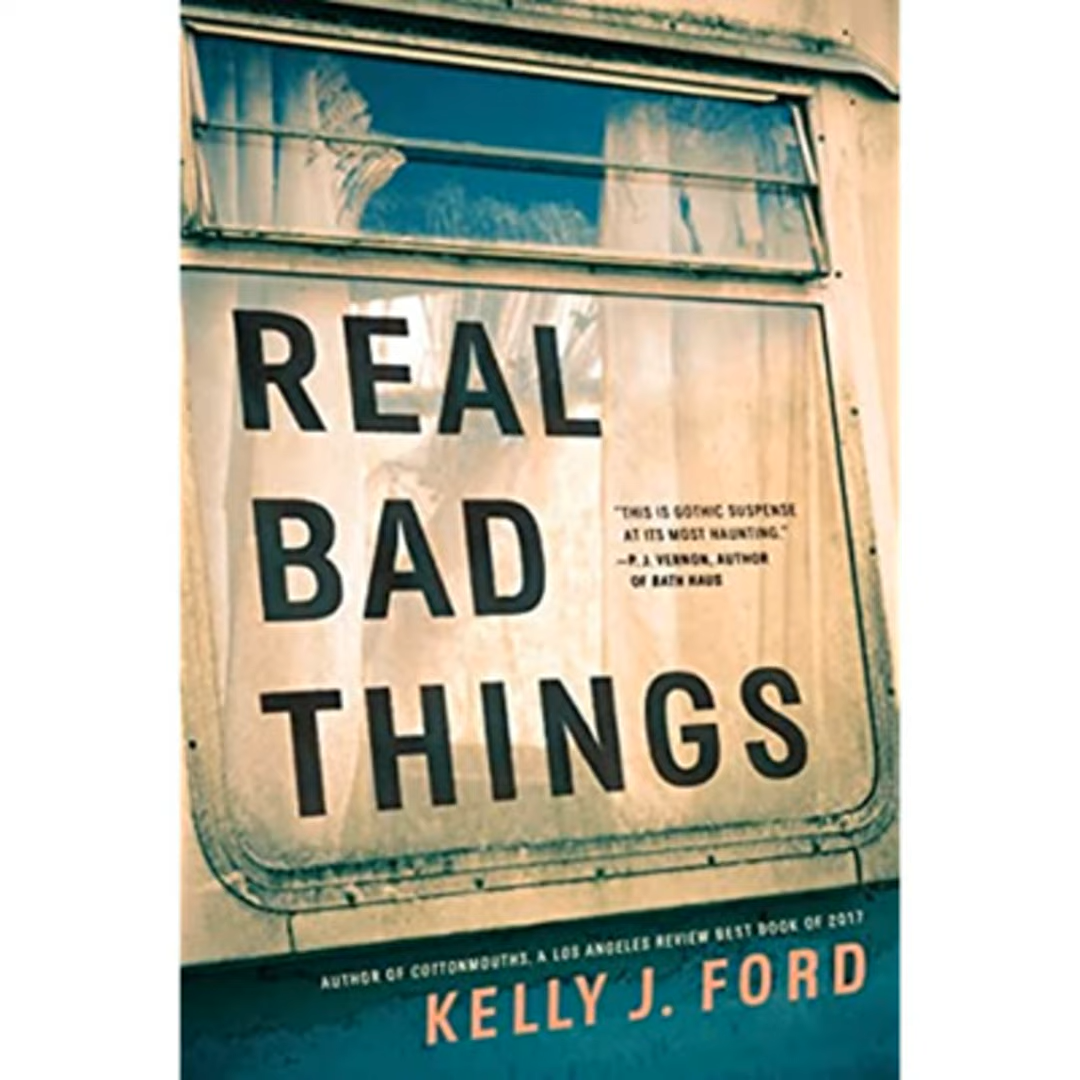 REAL
BAD
THINGS
"THIS IS GOTHIC SUSPENSE
AT ITS MOST HAUNTING."
—P. J. VERNON, AUTHOR
OF BATH HAUS
AUTHOR OF COTTONMOUTHS, A LOS ANGELES REVIEW BEST BOOK OF 2017
KELLY J. FORD